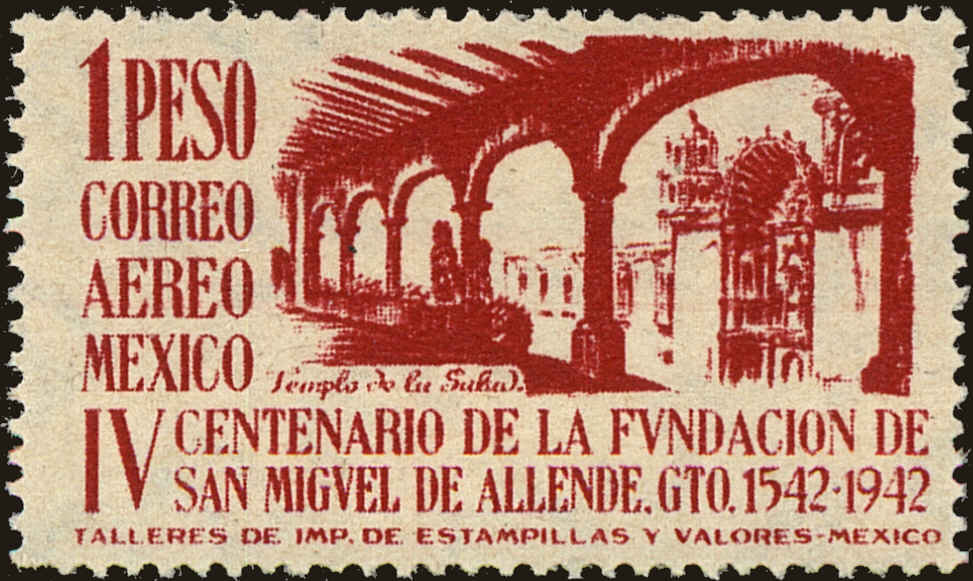 1 PESO
CORREO
AEREO
MEXICO
Templo de la Salud.
IV CENTENARIO DE LA FVNDACION DE
SAN MIGVEL DE ALLENDE. GTO. 1542-1942
TALLERES DE IMP. DE ESTAMPILLAS Y VALORES-MEXICO